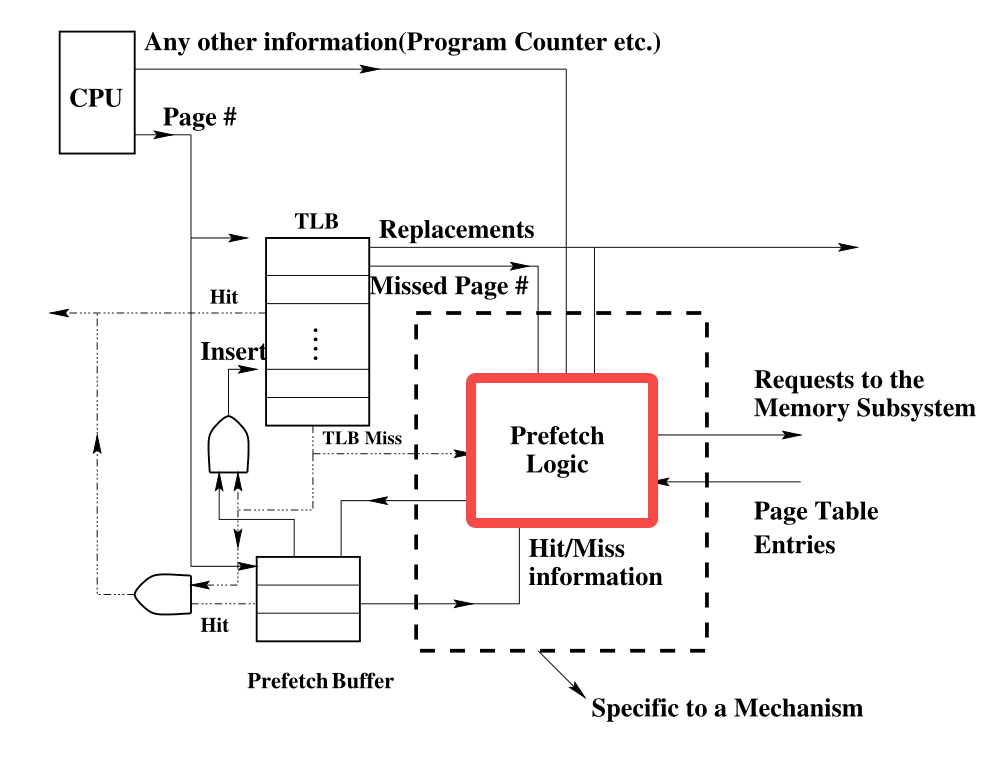 Any other information(Program Counter etc.)
CPU
Page #
TLB
Replacements
Missed Page #
Hit
Insert
Requests to the
Memory Subsystem
TLB Miss
Prefetch
Logic
Page Table
Entries
Hit/Miss
information
Hit
Prefetch Buffer
Specific to a Mechanism